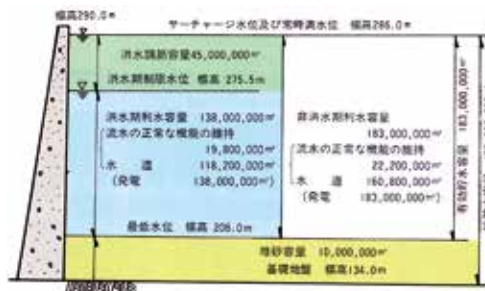 標高290.0m
サーチャージ水位及び常時満水位 標高286.0m
洪水調節容量45,000,000㎥
洪水期制限水位 標高 275.5m
洪水期利水容量 138,000,000㎥
流水の正常な機能の維持
19,800,000㎥
水道 118,200,000㎥
(発電 138,000,000㎥)
最低水位 標高 206.0m
非洪水期利水容量
183,000,000㎥
流水の正常な機能の維持
22,200,000㎥
水道 160,800,000㎥
(発電 183,000,000㎥)
有効貯水容量 183,000,000㎥
堆砂容量 10,000,000㎥
基礎地盤 標高134.0m